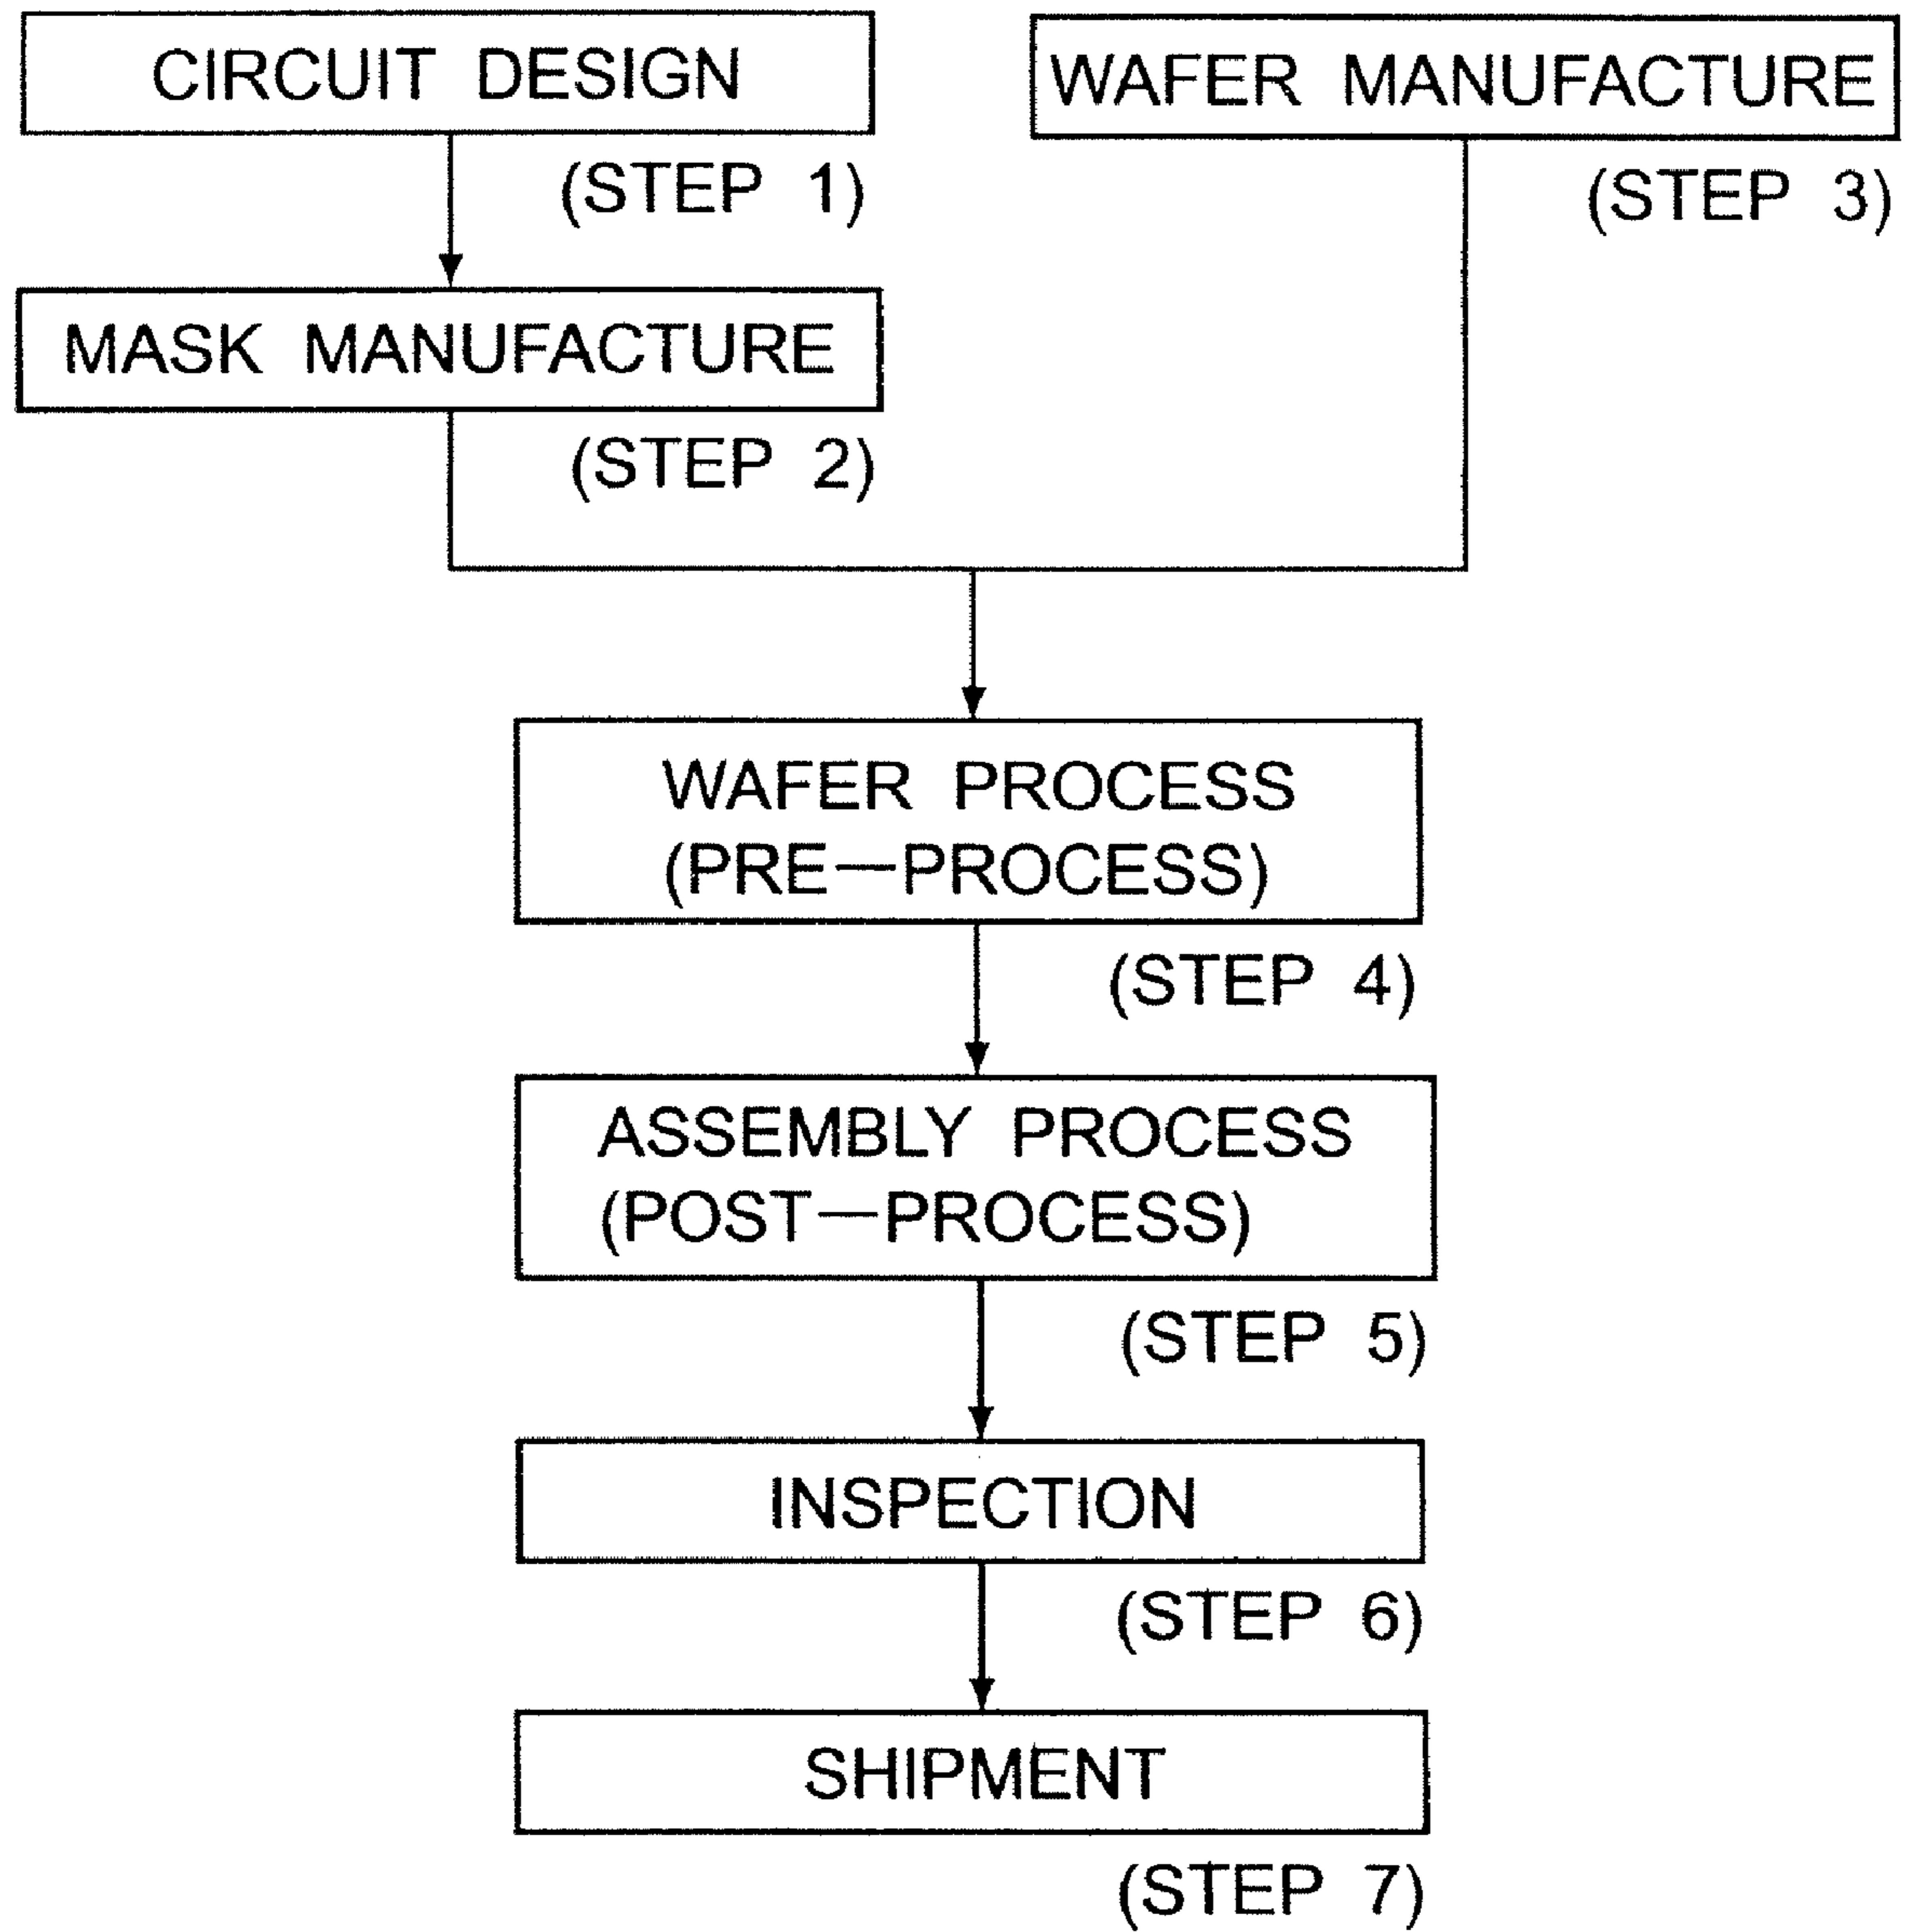 CIRCUIT DESIGN
(STEP 1)
MASK MANUFACTURE
(STEP 2)
WAFER MANUFACTURE
(STEP 3)
WAFER PROCESS
(PRE—PROCESS)
(STEP 4)
ASSEMBLY PROCESS
(POST—PROCESS)
(STEP 5)
INSPECTION
(STEP 6)
SHIPMENT
(STEP 7)